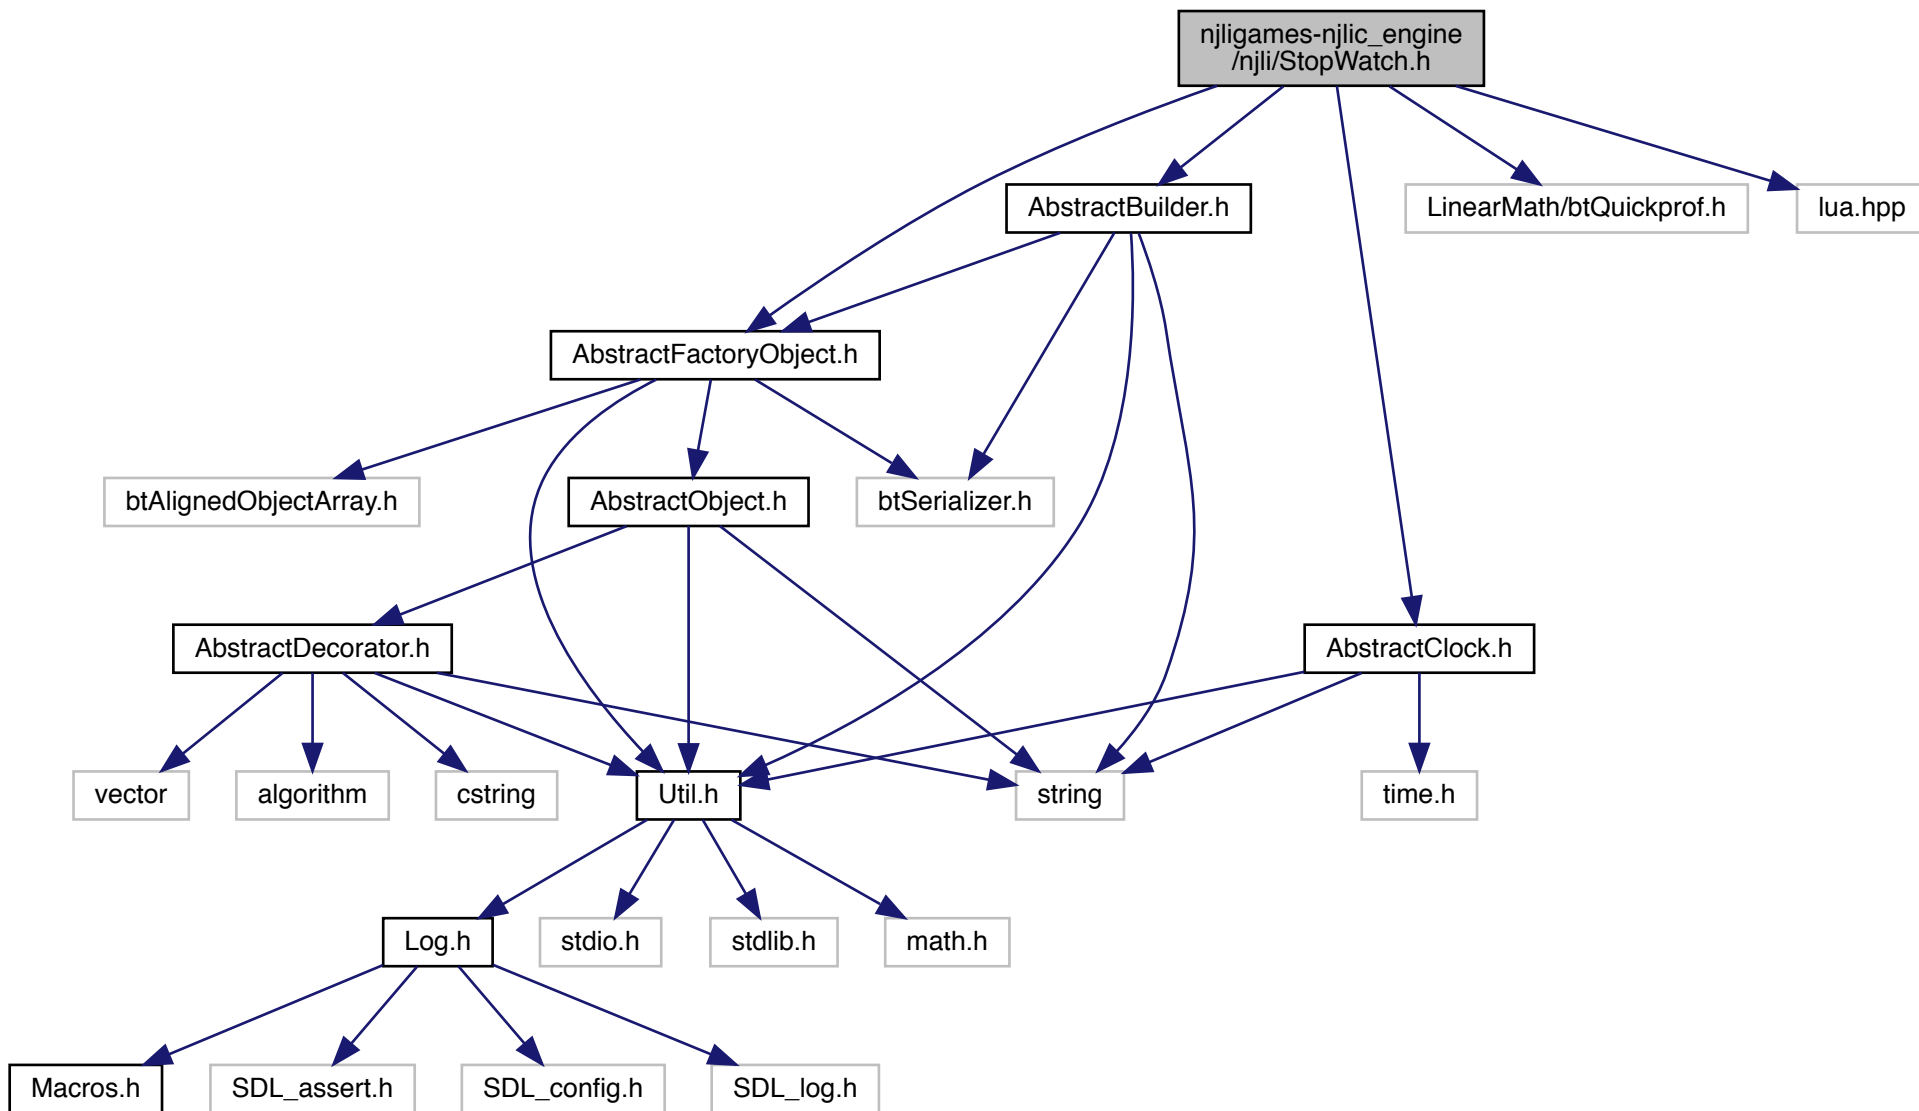 njligames-njlic_engine
/njli/StopWatch.h
AbstractBuilder.h
LinearMath/btQuickprof.h
lua.hpp
AbstractFactoryObject.h
btAlignedObjectArray.h
AbstractObject.h
btSerializer.h
AbstractDecorator.h
AbstractClock.h
vector
algorithm
cstring
Util.h
string
time.h
Log.h
stdio.h
stdlib.h
math.h
Macros.h
SDL_assert.h
SDL_config.h
SDL_log.h